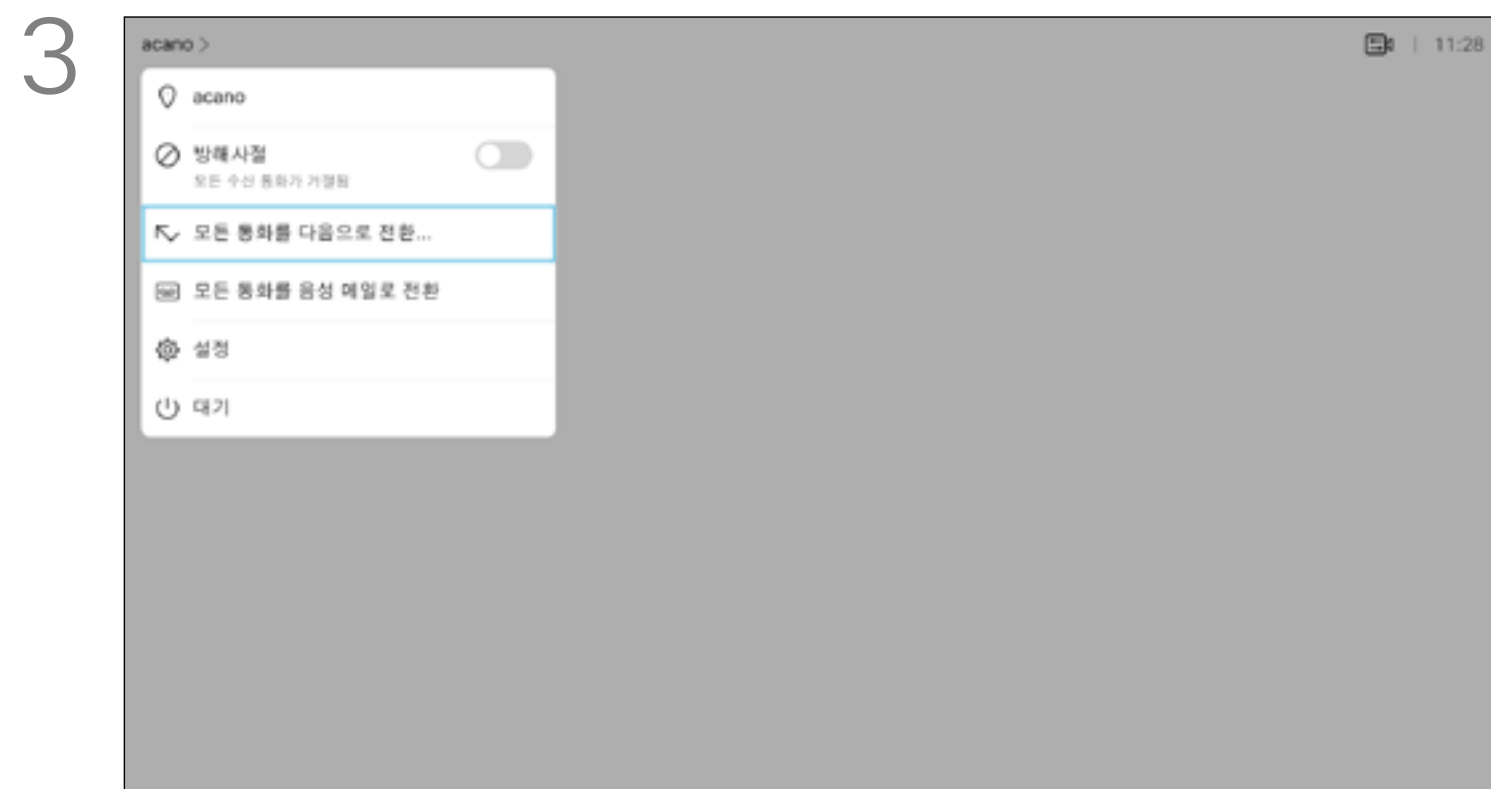 3
acano >
11:28
acano
방해사절
모든 수신 통화가 거절됨
모든 통화를 다음으로 전환...
모든 통화를 음성 메일로 전환
설정
대기